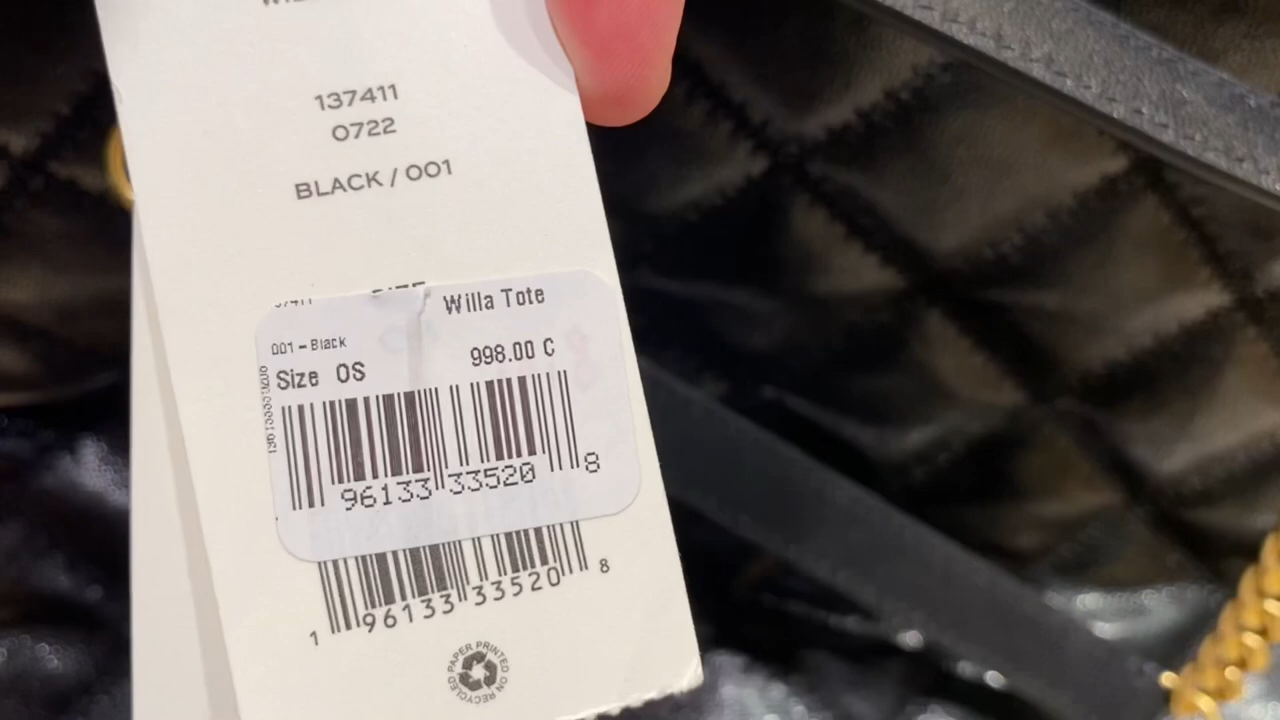 137411
0722
BLACK / 001
Willa Tote
001 - Black
998.00 C
Size OS
96133 33520 8
1 96133 33520 8
RECYCLED PAPER PRINTED ON